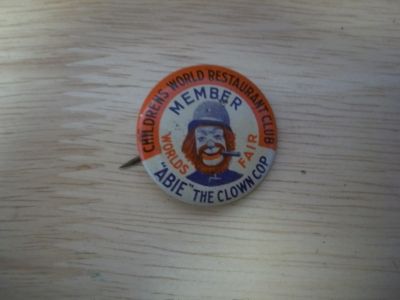 CHILDRENS WORLD RESTAURANT CLUB
MEMBER
WORLDS FAIR
"ABIE" THE CLOWN COP